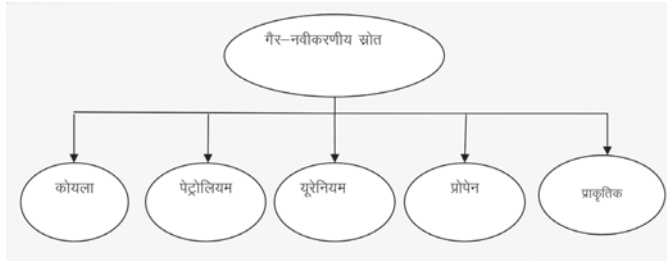 गैर–नवीकरणीय स्रोत
कोयला
पेट्रोलियम
यूरेनियम
प्रोपेन
प्राकृतिक